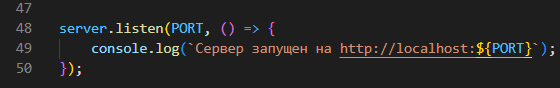 47
48 server.listen(PORT, () => {
49     console.log(`Сервер запущен на http://localhost:${PORT}`);
50 });